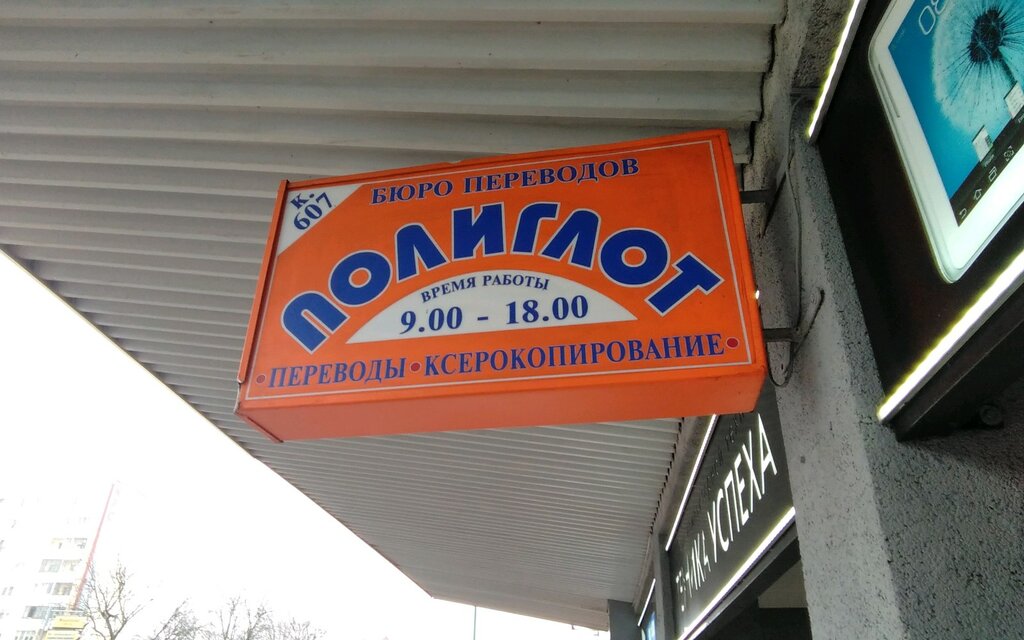 к.
607
БЮРО ПЕРЕВОДОВ
ПОЛИГЛОТ
ВРЕМЯ РАБОТЫ
9.00 - 18.00
•ПЕРЕВОДЫ•КСЕРОКОПИРОВАНИЕ•
УСПЕХА